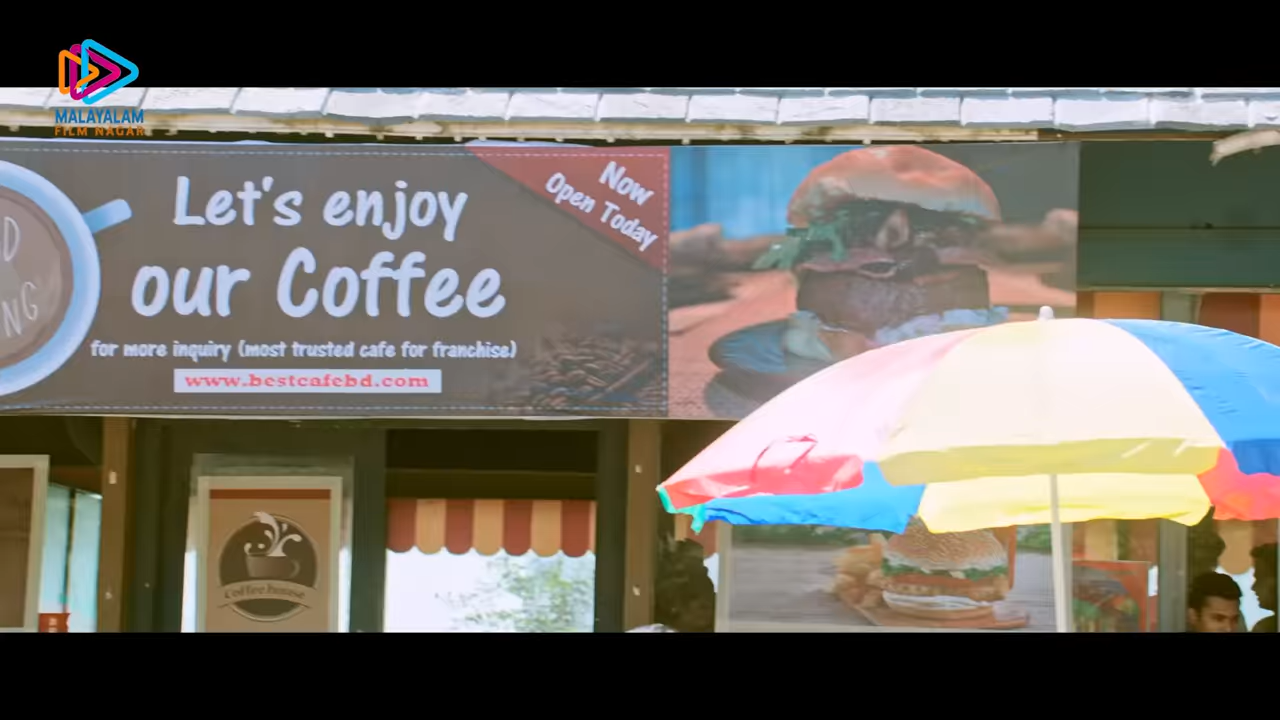 MALAYALAM
FILM NAGAR
Let's enjoy
our Coffee
for more inquiry (most trusted cafe for franchise)
www.bestcafebd.com
Now
Open Today
Coffee house